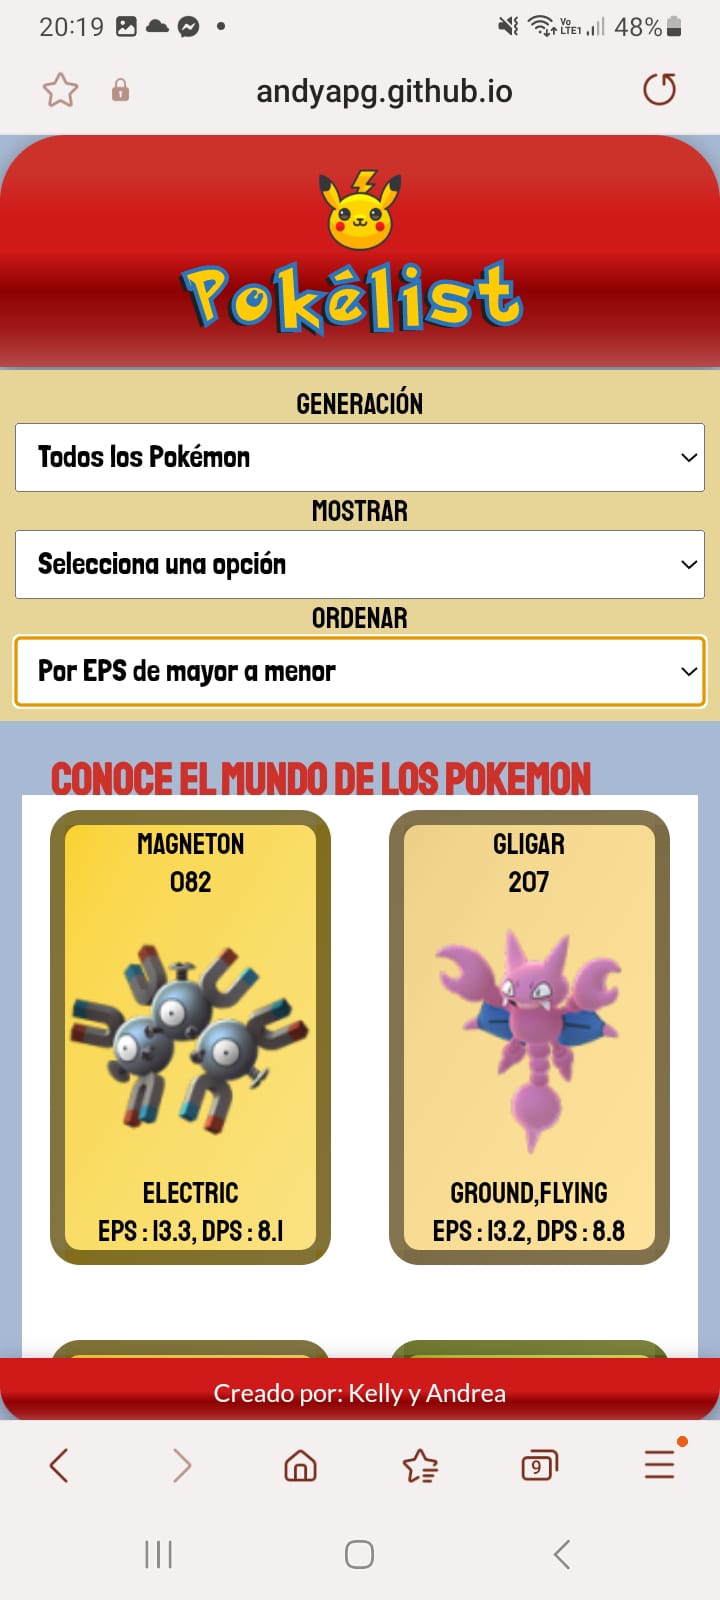 20:19
Vo
LTE1
48%
andyapg.github.io
Pokélist
GENERACIÓN
Todos los Pokémon
MOSTRAR
Selecciona una opción
ORDENAR
Por EPS de mayor a menor
CONOCE EL MUNDO DE LOS POKEMON
MAGNETON
082
ELECTRIC
EPS : 13.3, DPS : 8.1
GLIGAR
207
GROUND,FLYING
EPS : 13.2, DPS : 8.8
Creado por: Kelly y Andrea
9